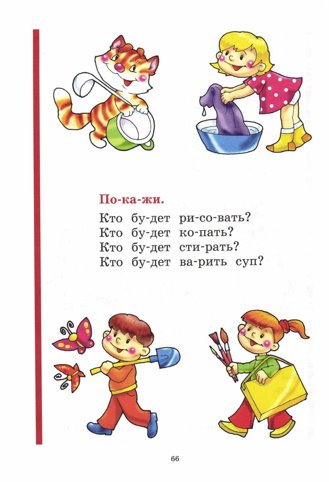 По-ка-жи.
Кто бу-дет ри-со-вать?
Кто бу-дет ко-пать?
Кто бу-дет сти-рать?
Кто бу-дет ва-рить суп?
66